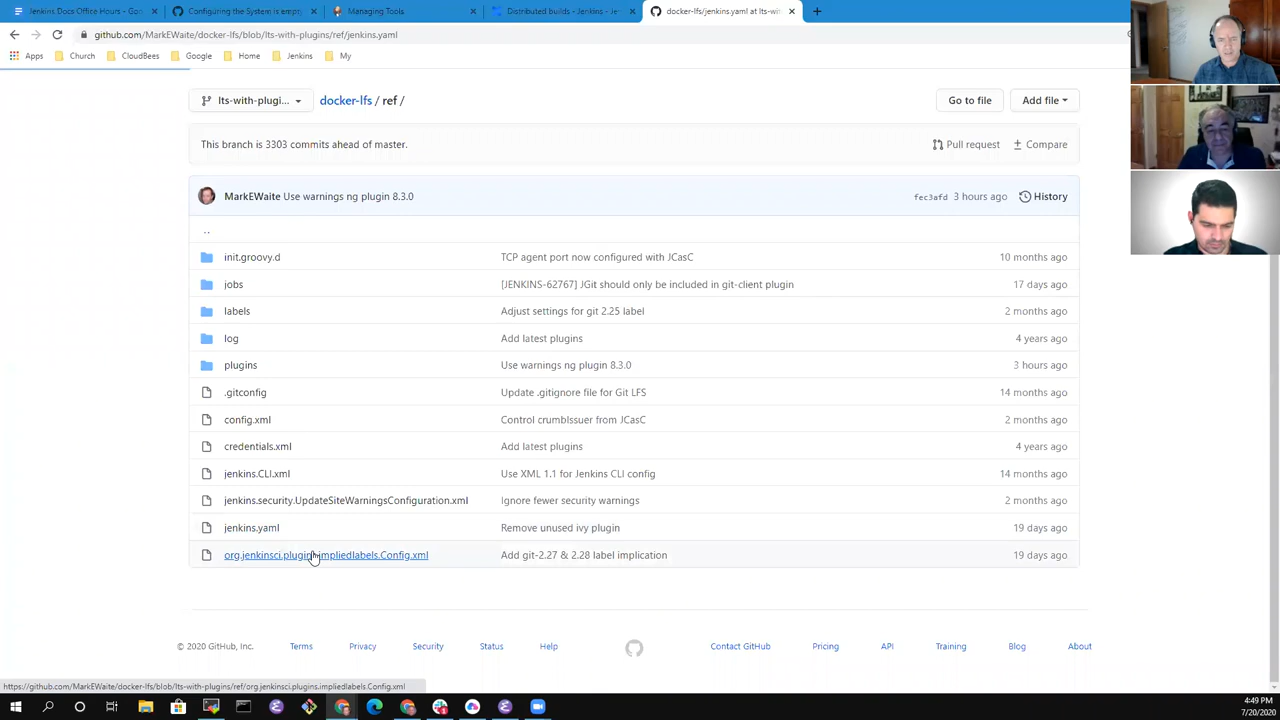 Jenkins Docs Office Hours - Goo
Configuring the System is empt
Managing Tools
Distributed builds - Jenkins - Je
docker-lfs/jenkins.yaml at lts-wit
github.com/MarkEWaite/docker-lfs/blob/lts-with-plugins/ref/jenkins.yaml
Apps Church CloudBees Google Home Jenkins My
lts-with-plugi... docker-lfs / ref / Go to file Add file
This branch is 3303 commits ahead of master. Pull request Compare
MarkEWaite Use warnings ng plugin 8.3.0 fec3afd 3 hours ago History
..
init.groovy.d TCP agent port now configured with JCasC 10 months ago
jobs [JENKINS-62767] JGit should only be included in git-client plugin 17 days ago
labels Adjust settings for git 2.25 label 2 months ago
log Add latest plugins 4 years ago
plugins Use warnings ng plugin 8.3.0 3 hours ago
.gitconfig Update .gitignore file for Git LFS 14 months ago
config.xml Control crumbIssuer from JCasC 2 months ago
credentials.xml Add latest plugins 4 years ago
jenkins.CLI.xml Use XML 1.1 for Jenkins CLI config 14 months ago
jenkins.security.UpdateSiteWarningsConfiguration.xml Ignore fewer security warnings 2 months ago
jenkins.yaml Remove unused ivy plugin 19 days ago
org.jenkinsci.plugins.impliedlabels.Config.xml Add git-2.27 & 2.28 label implication 19 days ago
© 2020 GitHub, Inc. Terms Privacy Security Status Help Contact GitHub Pricing API Training Blog About
https://github.com/MarkEWaite/docker-lfs/blob/lts-with-plugins/ref/org.jenkinsci.plugins.impliedlabels.Config.xml
4:49 PM
7/20/2020